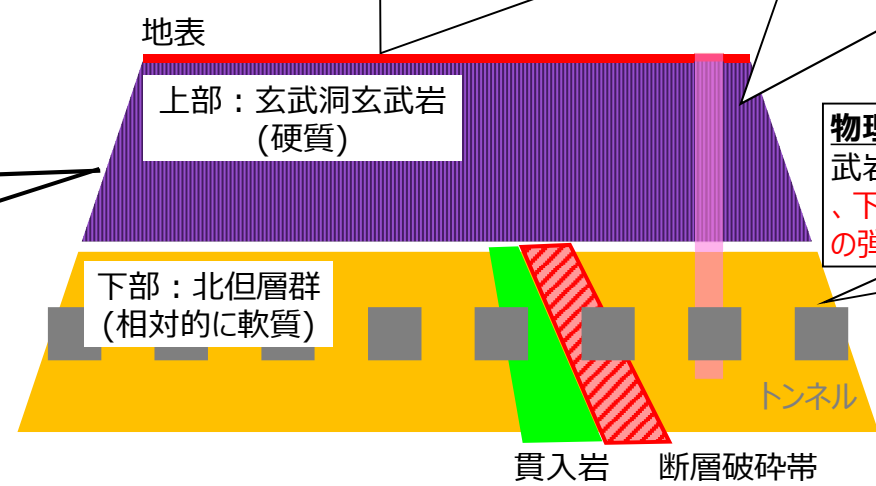 地表
上部：玄武洞玄武岩
(硬質)
物理
武岩
、下
の弾
下部：北但層群
(相対的に軟質)
トンネル
貫入岩 断層破砕帯